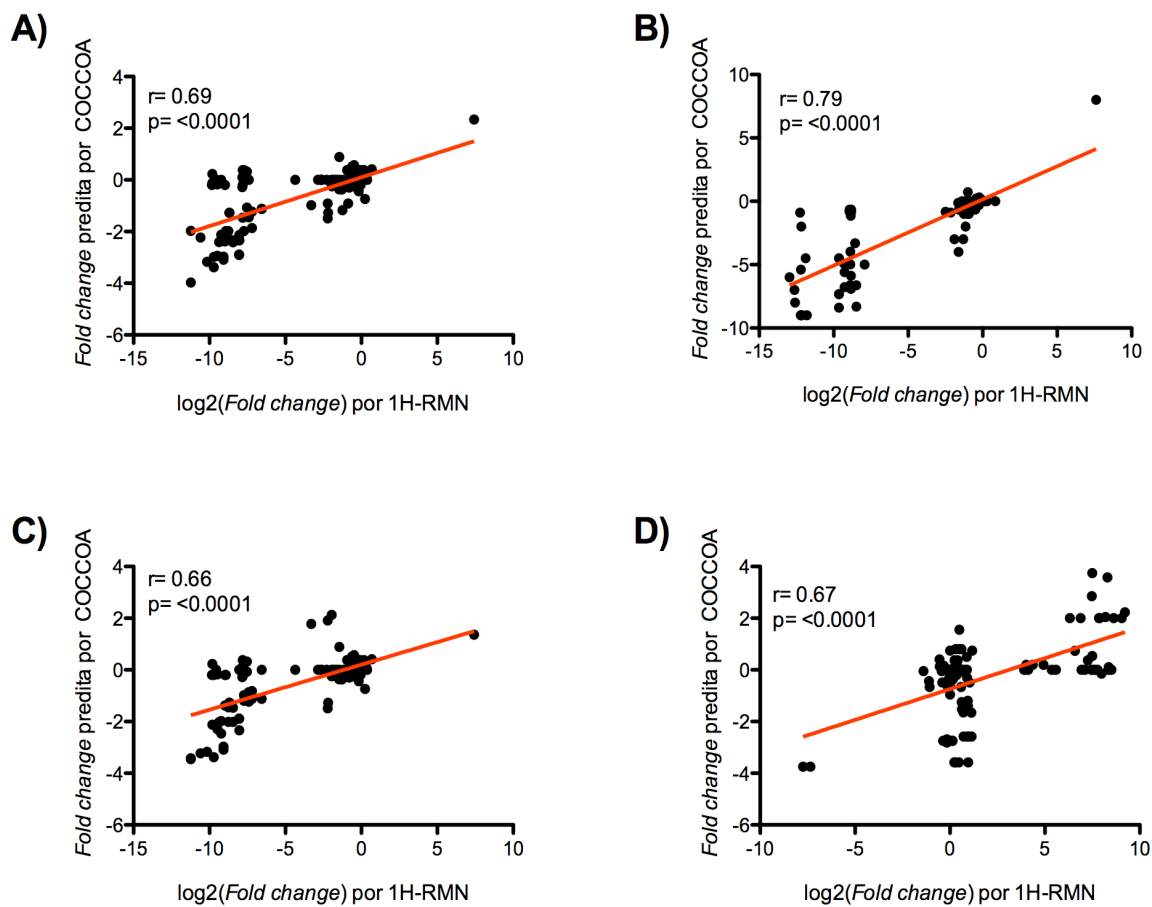 A)
Fold change predita por COCCOA
r= 0.69
p= <0.0001
4
2
0
-2
-4
-6
-15 -10 -5 0 5 10
log2(Fold change) por 1H-RMN
B)
Fold change predita por COCCOA
r= 0.79
p= <0.0001
10
5
0
-5
-10
-15 -10 -5 0 5 10
log2(Fold change) por 1H-RMN
C)
Fold change predita por COCCOA
r= 0.66
p= <0.0001
4
2
0
-2
-4
-6
-15 -10 -5 0 5 10
log2(Fold change) por 1H-RMN
D)
Fold change predita por COCCOA
r= 0.67
p= <0.0001
4
2
0
-2
-4
-6
-10 -5 0 5 10
log2(Fold change) por 1H-RMN